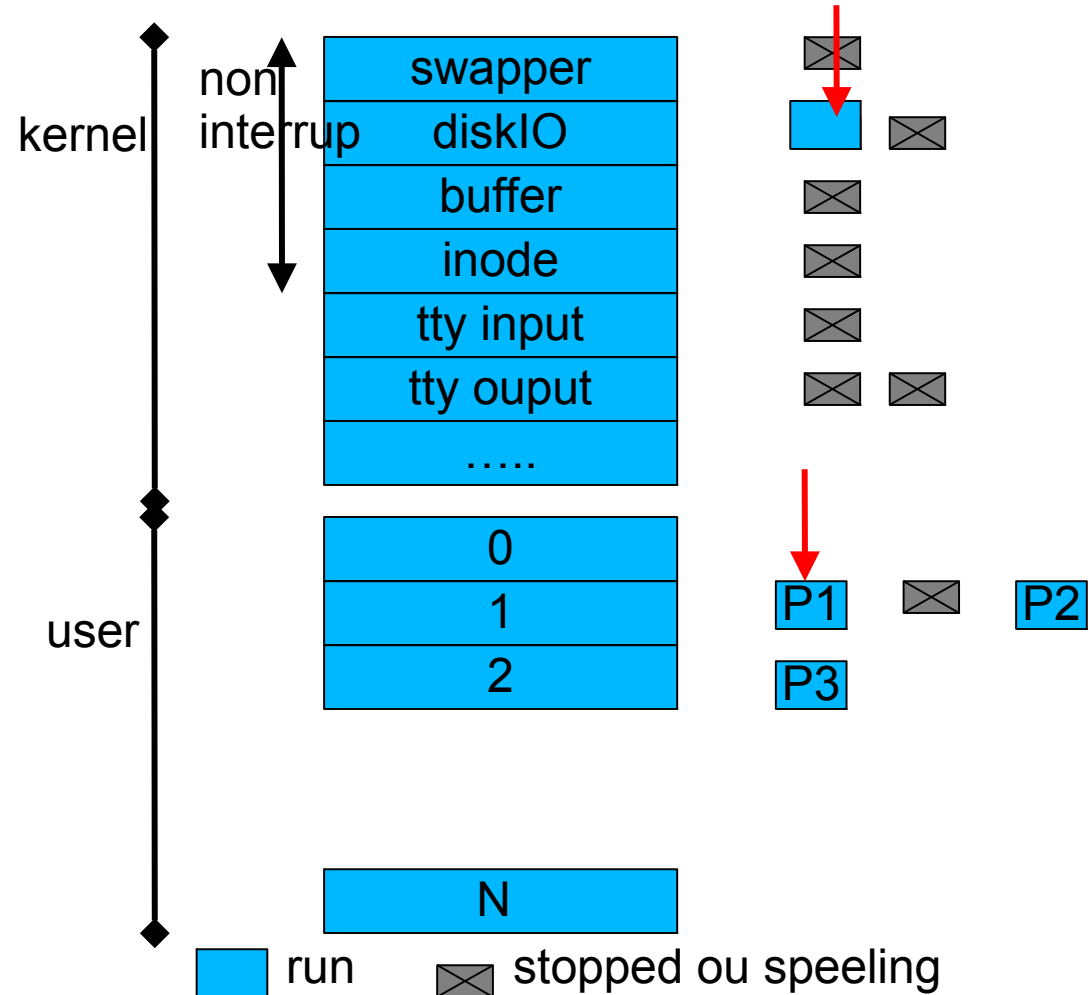 kernel
non
interrup
swapper
diskIO
buffer
inode
tty input
tty ouput
.....
user
0
1
2
P1
P2
P3
N
run
stopped ou speeling